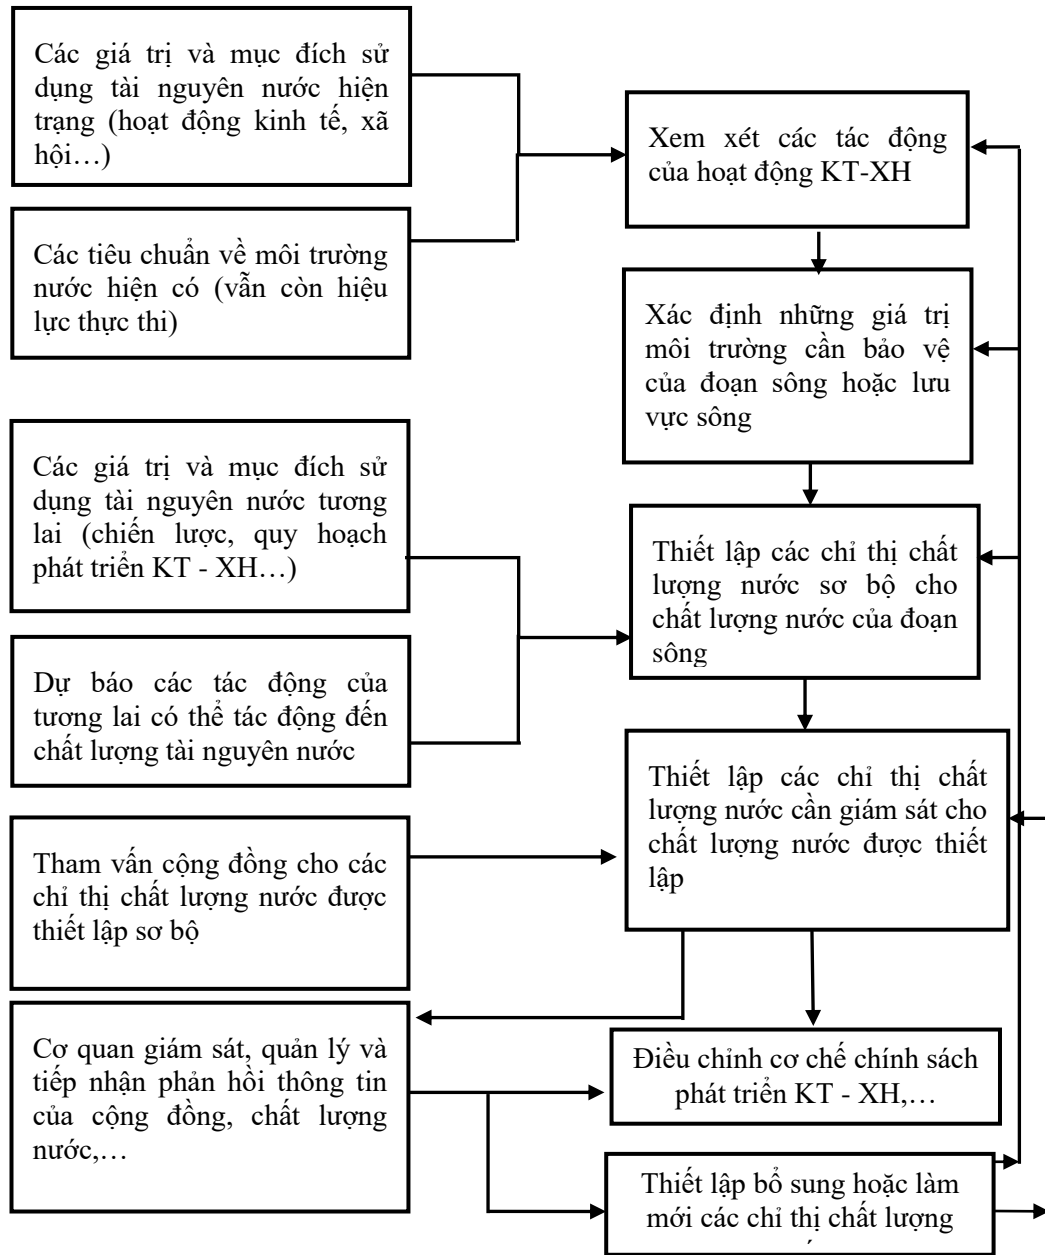 Các giá trị và mục đích sử
dụng tài nguyên nước hiện
trạng (hoạt động kinh tế, xã
hội…)
Các tiêu chuẩn về môi trường
nước hiện có (vẫn còn hiệu
lực thực thi)
Xem xét các tác động
của hoạt động KT-XH
Xác định những giá trị
môi trường cần bảo vệ
của đoạn sông hoặc lưu
vực sông
Các giá trị và mục đích sử
dụng tài nguyên nước tương
lai (chiến lược, quy hoạch
phát triển KT - XH…)
Dự báo các tác động của
tương lai có thể tác động đến
chất lượng tài nguyên nước
Thiết lập các chỉ thị chất
lượng nước sơ bộ cho
chất lượng nước của đoạn
sông
Tham vấn cộng đồng cho các
chỉ thị chất lượng nước được
thiết lập sơ bộ
Thiết lập các chỉ thị chất
lượng nước cần giám sát cho
chất lượng nước được thiết
lập
Cơ quan giám sát, quản lý và
tiếp nhận phản hồi thông tin
của cộng đồng, chất lượng
nước,…
Điều chỉnh cơ chế chính sách
phát triển KT - XH,…
Thiết lập bổ sung hoặc làm
mới các chỉ thị chất lượng